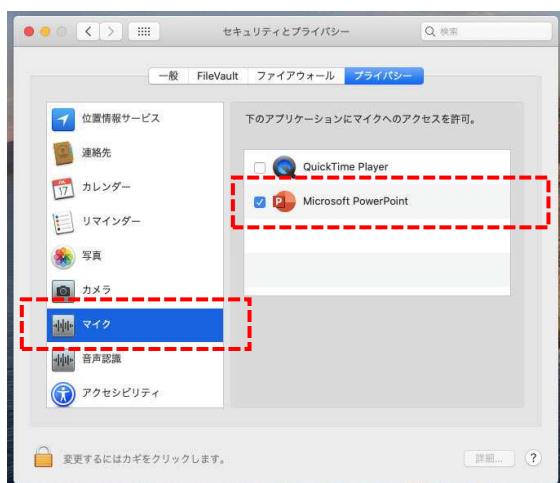 セキュリティとプライバシー
検索
一般 FileVault ファイアウォール プライバシー
位置情報サービス
連絡先
カレンダー
リマインダー
写真
カメラ
マイク
音声認識
アクセシビリティ
下のアプリケーションにマイクへのアクセスを許可。
QuickTime Player
Microsoft PowerPoint
変更するにはカギをクリックします。
詳細... ?